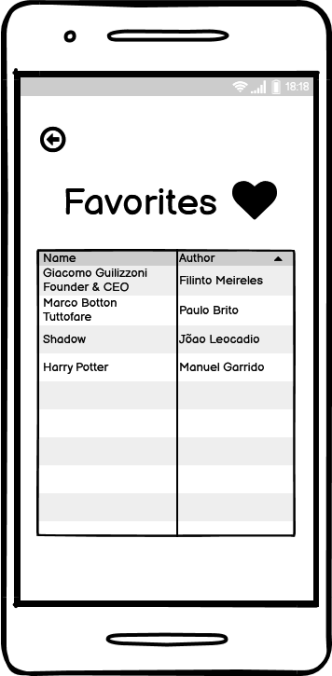 18:18
Favorites
Name Author
Giacomo Guilizzoni
Founder & CEO Filinto Meireles
Marco Botton
Tuttofare Paulo Brito
Shadow Jõao Leocadio
Harry Potter Manuel Garrido